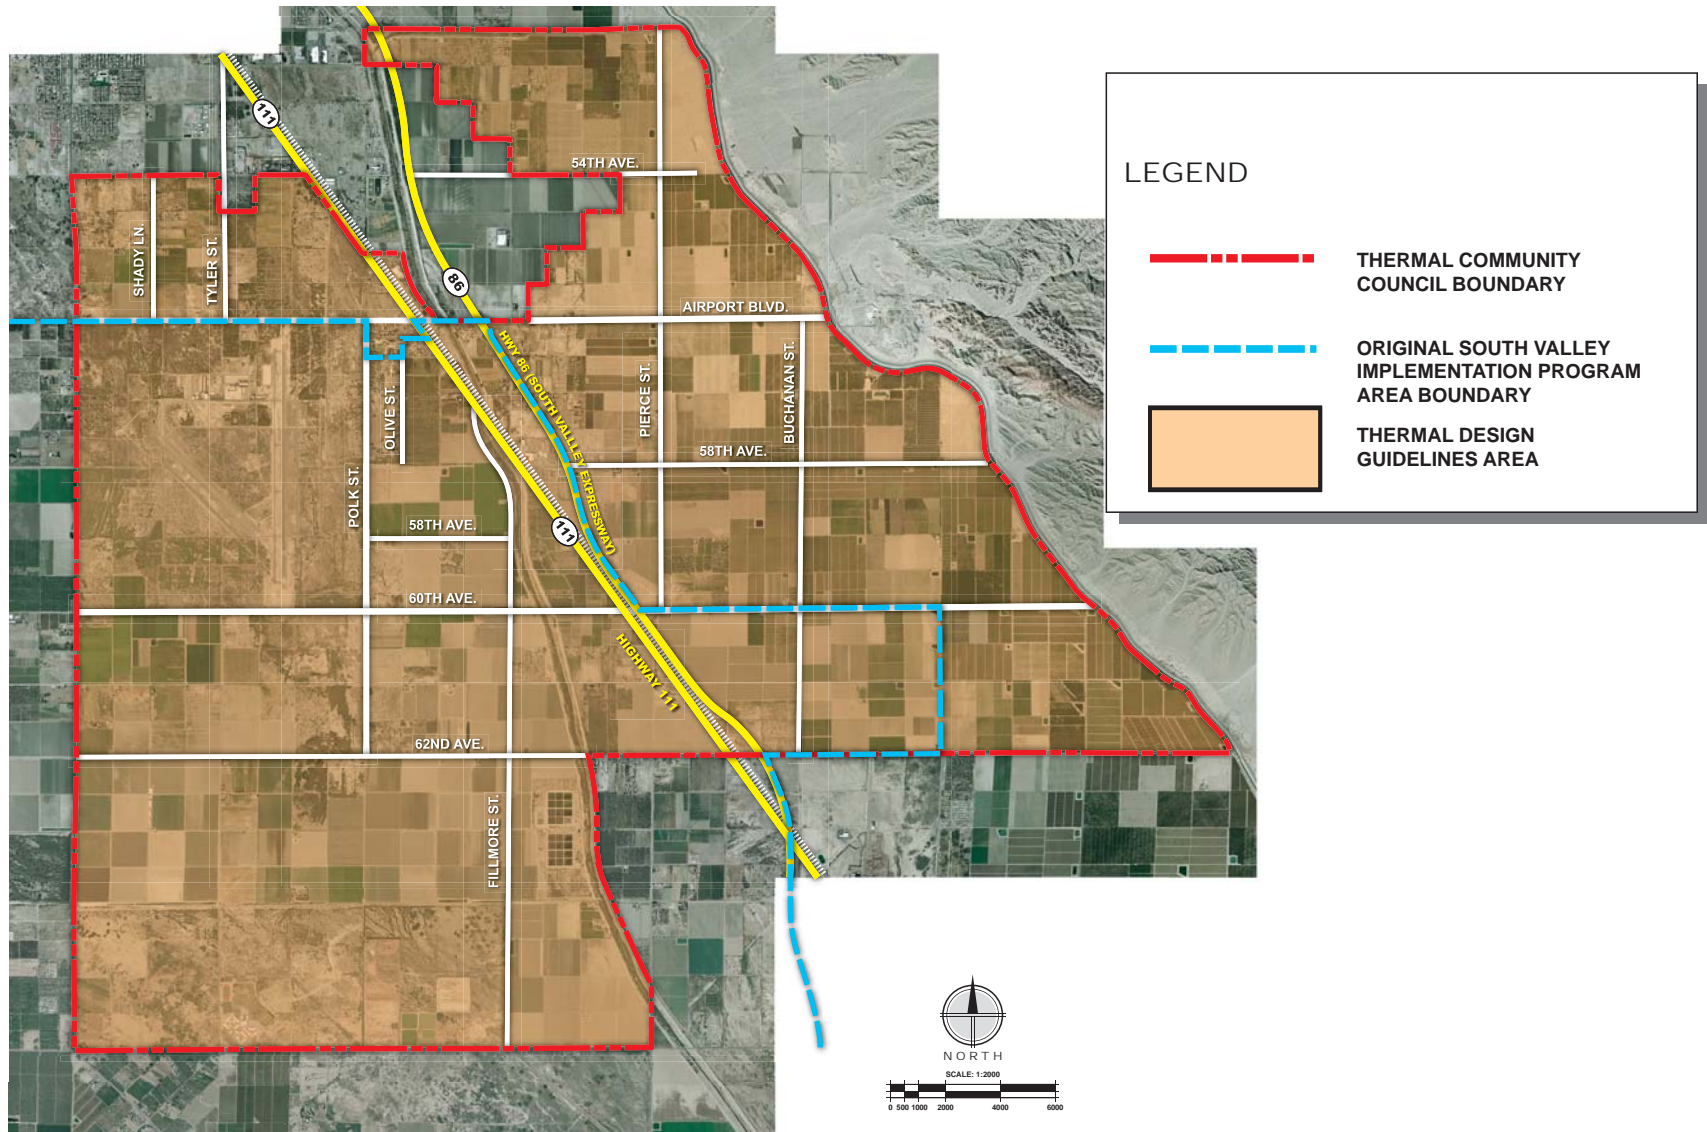 111
54TH AVE.
SHADY LN.
TYLER ST.
86
AIRPORT BLVD.
HWY 86 (SOUTH VALLLEY EXPRESSWAY)
OLIVE ST.
PIERCE ST.
BUCHANAN ST.
58TH AVE.
POLK ST.
58TH AVE.
111
60TH AVE.
HIGHWAY 111
62ND AVE.
FILLMORE ST.
LEGEND
THERMAL COMMUNITY
COUNCIL BOUNDARY
ORIGINAL SOUTH VALLEY
IMPLEMENTATION PROGRAM
AREA BOUNDARY
THERMAL DESIGN
GUIDELINES AREA
NORTH
SCALE: 1:2000
0 500 1000 2000 4000 6000